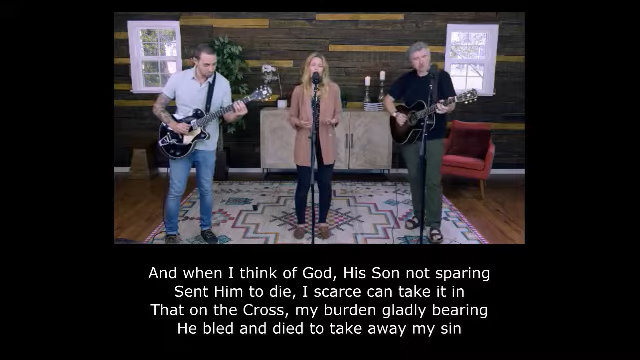 And when I think of God, His Son not sparing
Sent Him to die, I scarce can take it in
That on the Cross, my burden gladly bearing
He bled and died to take away my sin